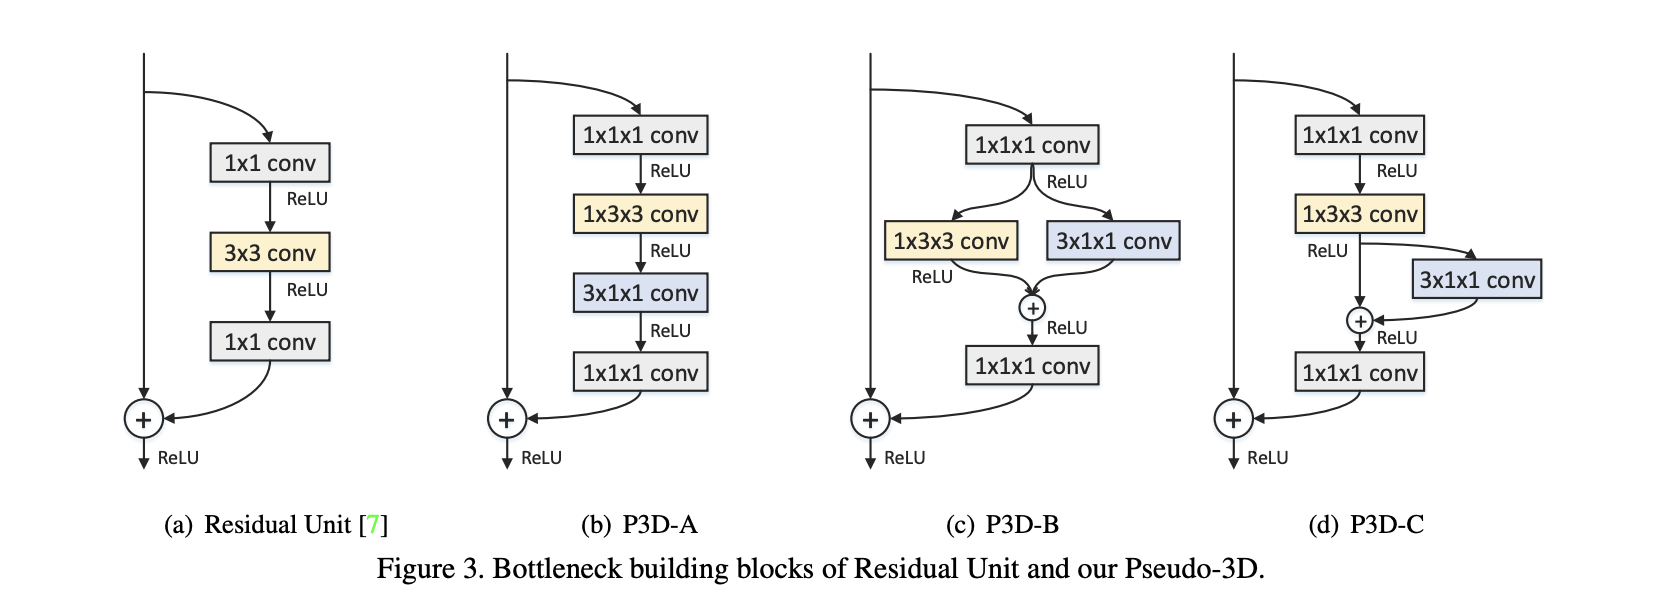 1x1 conv
ReLU
3x3 conv
ReLU
1x1 conv
+
ReLU
(a) Residual Unit [7]
1x1x1 conv
ReLU
1x3x3 conv
ReLU
3x1x1 conv
ReLU
1x1x1 conv
+
ReLU
(b) P3D-A
1x1x1 conv
ReLU
1x3x3 conv
3x1x1 conv
ReLU
+
ReLU
1x1x1 conv
+
ReLU
(c) P3D-B
1x1x1 conv
ReLU
1x3x3 conv
ReLU
3x1x1 conv
+
ReLU
1x1x1 conv
+
ReLU
(d) P3D-C
Figure 3. Bottleneck building blocks of Residual Unit and our Pseudo-3D.